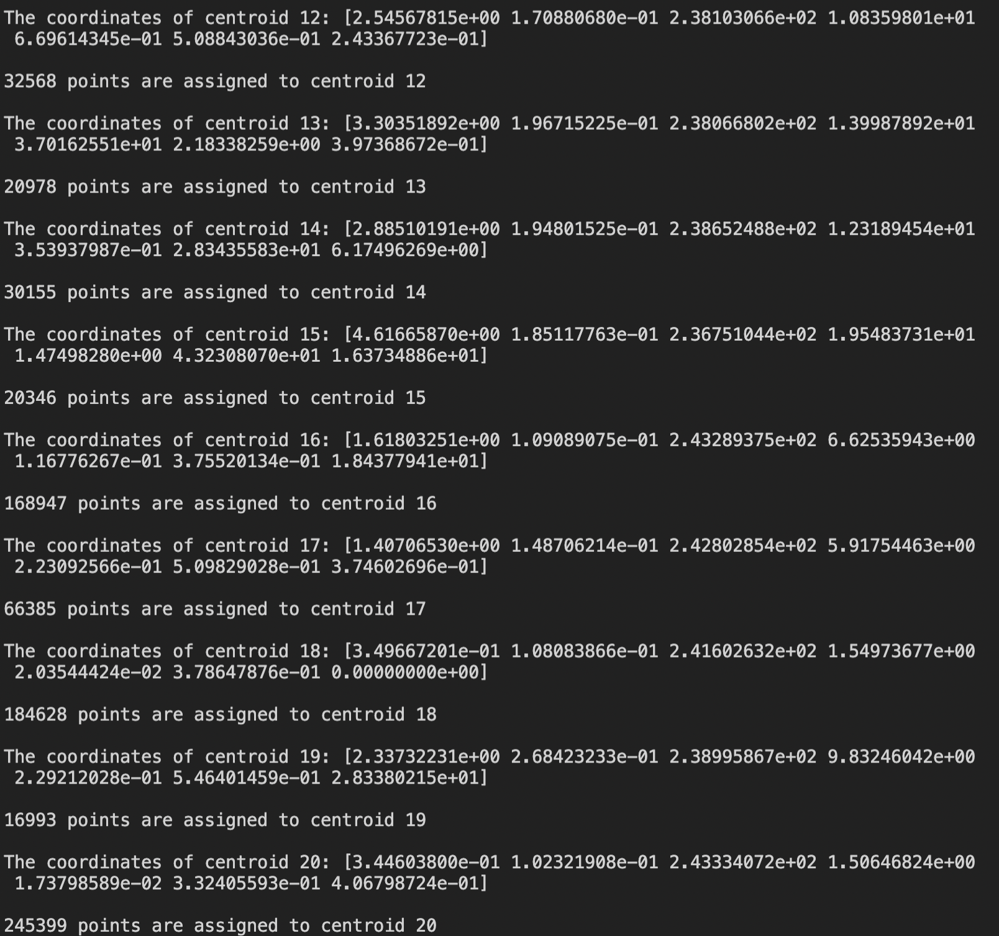 The coordinates of centroid 12: [2.54567815e+00 1.70880680e-01 2.38103066e+02 1.08359801e+01
6.69614345e-01 5.08843036e-01 2.43367723e-01]
32568 points are assigned to centroid 12
The coordinates of centroid 13: [3.30351892e+00 1.96715225e-01 2.38066802e+02 1.39987892e+01
3.70162551e+01 2.18338259e+00 3.97368672e-01]
20978 points are assigned to centroid 13
The coordinates of centroid 14: [2.88510191e+00 1.94801525e-01 2.38652488e+02 1.23189454e+01
3.53937987e-01 2.83435583e+01 6.17496269e+00]
30155 points are assigned to centroid 14
The coordinates of centroid 15: [4.61665870e+00 1.85117763e-01 2.36751044e+02 1.95483731e+01
1.47498280e+00 4.32308070e+01 1.63734886e+01]
20346 points are assigned to centroid 15
The coordinates of centroid 16: [1.61803251e+00 1.09089075e-01 2.43289375e+02 6.62535943e+00
1.16776267e-01 3.75520134e-01 1.84377941e+01]
168947 points are assigned to centroid 16
The coordinates of centroid 17: [1.40706530e+00 1.48706214e-01 2.42802854e+02 5.91754463e+00
2.23092566e-01 5.09829028e-01 3.74602696e-01]
66385 points are assigned to centroid 17
The coordinates of centroid 18: [3.49667201e-01 1.08083866e-01 2.41602632e+02 1.54973677e+00
2.03544424e-02 3.78647876e-01 0.00000000e+00]
184628 points are assigned to centroid 18
The coordinates of centroid 19: [2.33732231e+00 2.68423233e-01 2.38995867e+02 9.83246042e+00
2.29212028e-01 5.46401459e-01 2.83380215e+01]
16993 points are assigned to centroid 19
The coordinates of centroid 20: [3.44603800e-01 1.02321908e-01 2.43334072e+02 1.50646824e+00
1.73798589e-02 3.32405593e-01 4.06798724e-01]
245399 points are assigned to centroid 20